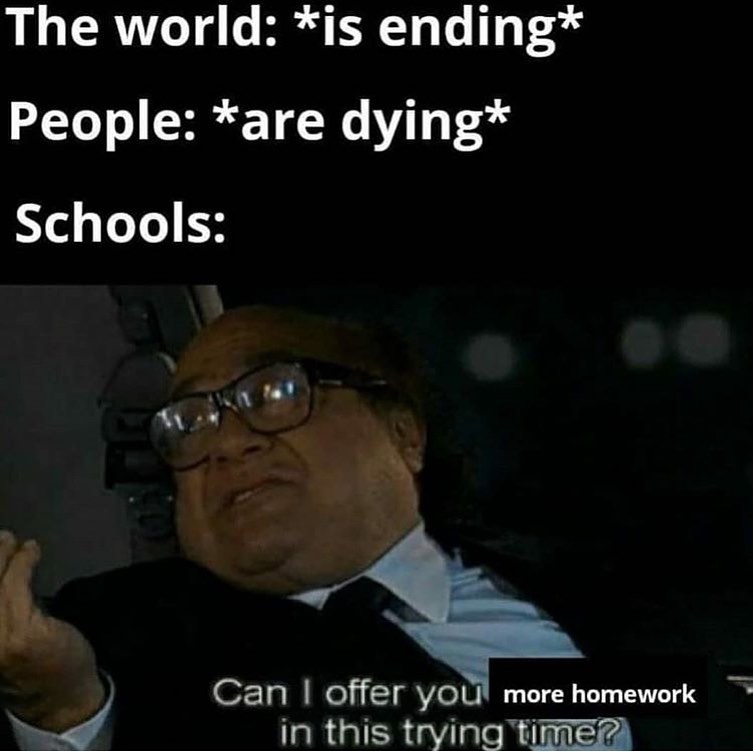 The world: *is ending*
People: *are dying*
Schools:
Can I offer you more homework
in this trying time?